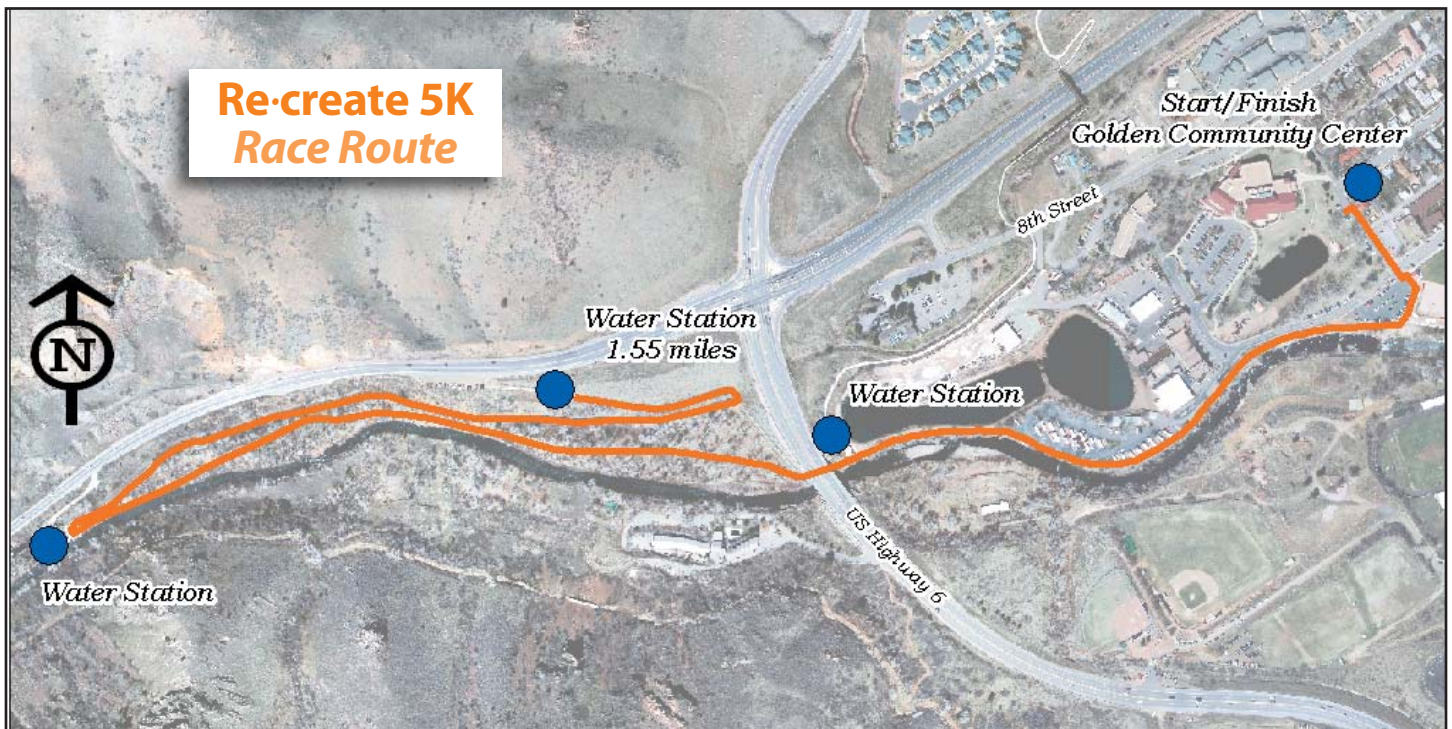 Re·create 5K
Race Route
Start/Finish
Golden Community Center
8th Street
N
Water Station
1.55 miles
Water Station
US Highway 6
Water Station